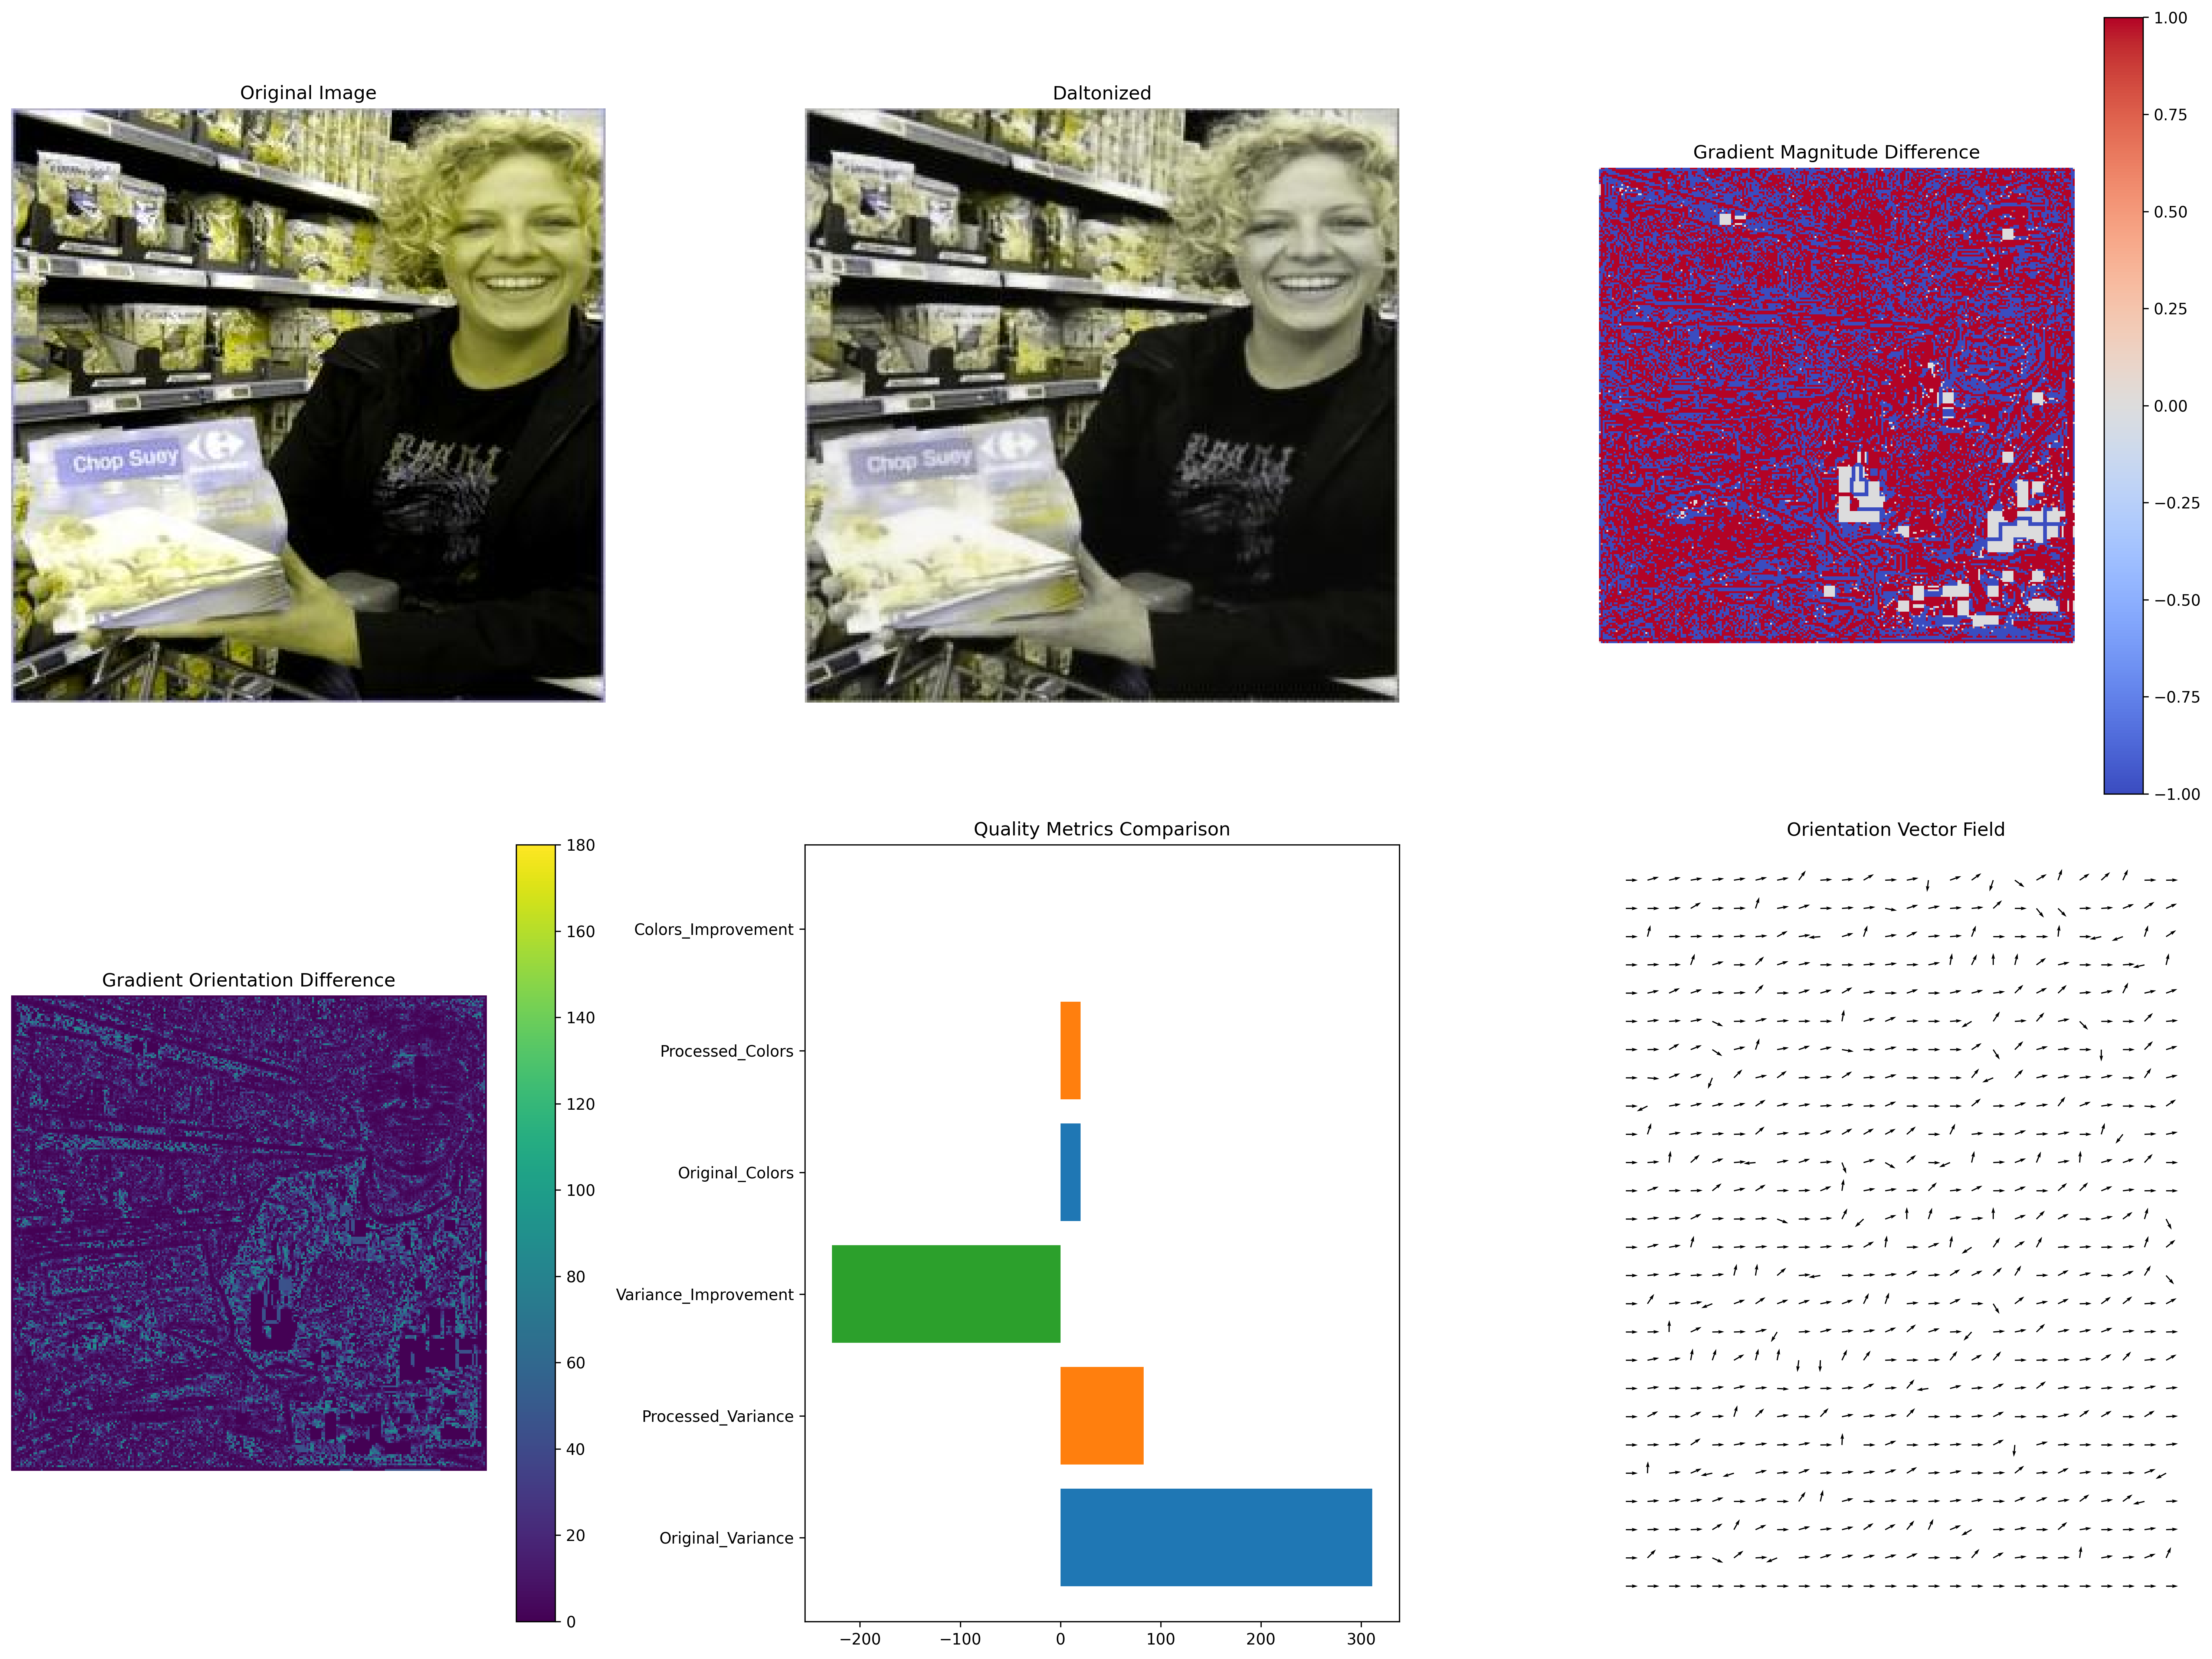 Original Image
Daltonized
Gradient Magnitude Difference
1.00
0.75
0.50
0.25
0.00
−0.25
−0.50
−0.75
−1.00
Chop Suey
Chop Suey
Gradient Orientation Difference
180
160
140
120
100
80
60
40
20
0
Quality Metrics Comparison
Colors_Improvement
Processed_Colors
Original_Colors
Variance_Improvement
Processed_Variance
Original_Variance
−200
−100
0
100
200
300
Orientation Vector Field